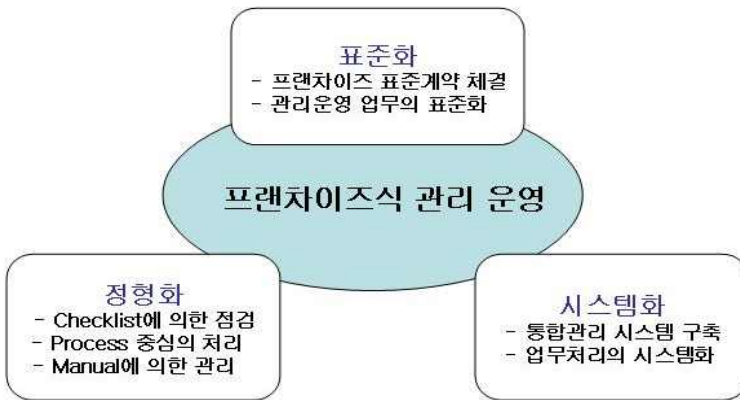 표준화
- 프랜차이즈 표준계약 체결
- 관리운영 업무의 표준화
프랜차이즈식 관리 운영
정형화
- Checklist에 의한 점검
- Process 중심의 처리
- Manual에 의한 관리
시스템화
- 통합관리 시스템 구축
- 업무처리의 시스템화